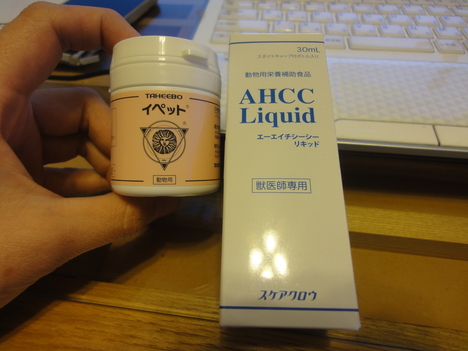 TAHEEBO
イペット
動物用
30mL
動物用栄養補助食品
AHCC
Liquid
エーエイチシーシー
リキッド
獣医師専用
スケアクロウ